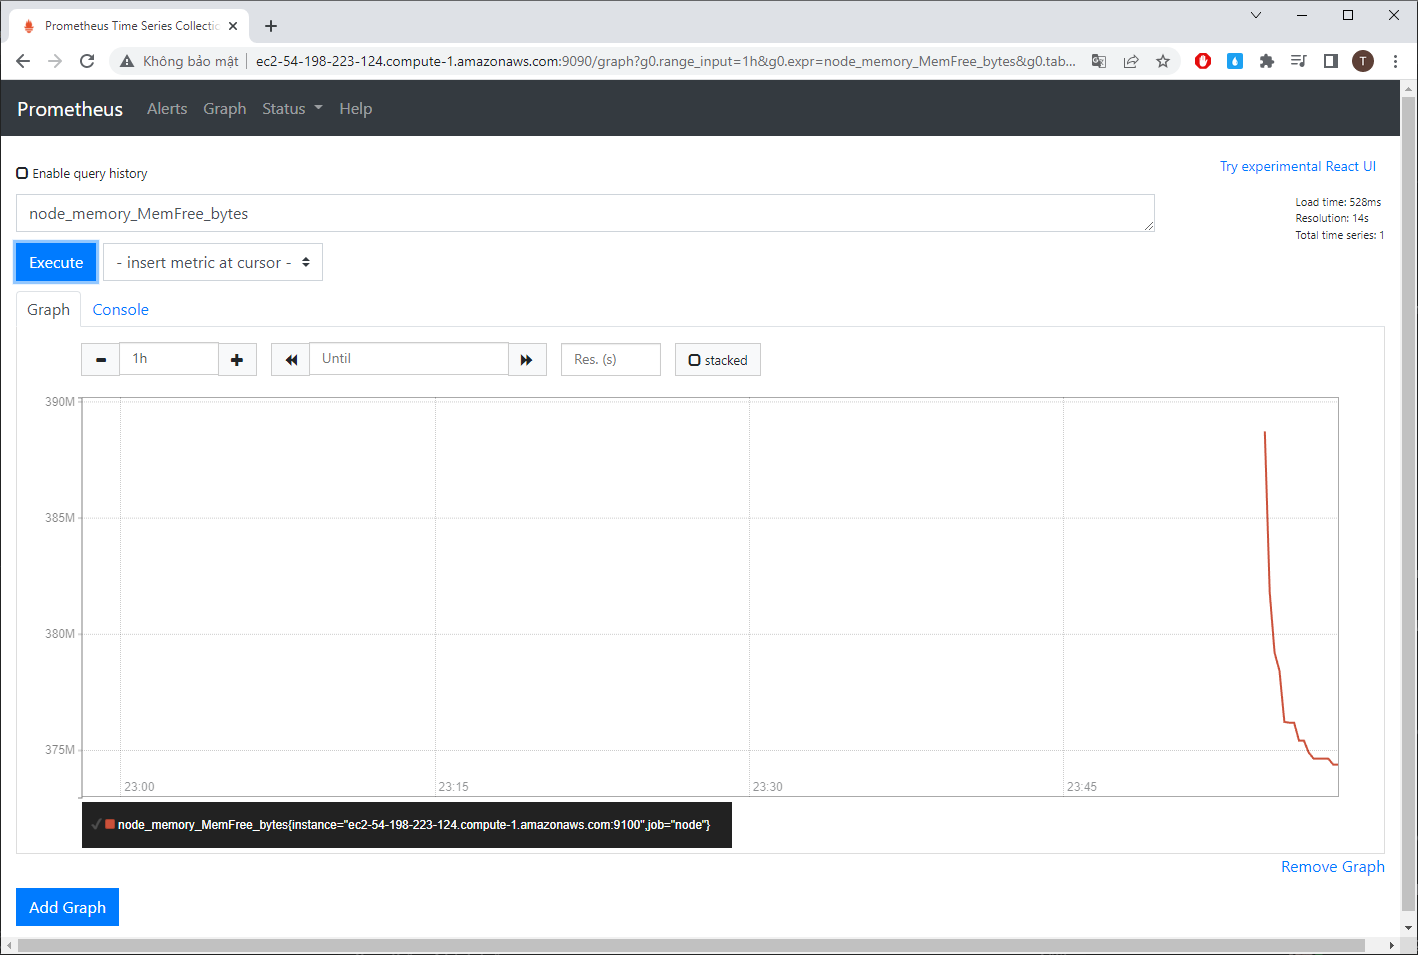 Prometheus Time Series Collectio
Không bảo mật
ec2-54-198-223-124.compute-1.amazonaws.com:9090/graph?g0.range_input=1h&g0.expr=node_memory_MemFree_bytes&g0.tab...
T
Prometheus
Alerts
Graph
Status
Help
Enable query history
Try experimental React UI
node_memory_MemFree_bytes
Load time: 528ms
Resolution: 14s
Total time series: 1
Execute
- insert metric at cursor -
Graph
Console
1h
Until
Res. (s)
stacked
390M
385M
380M
375M
23:00
23:15
23:30
23:45
node_memory_MemFree_bytes{instance="ec2-54-198-223-124.compute-1.amazonaws.com:9100",job="node"}
Remove Graph
Add Graph